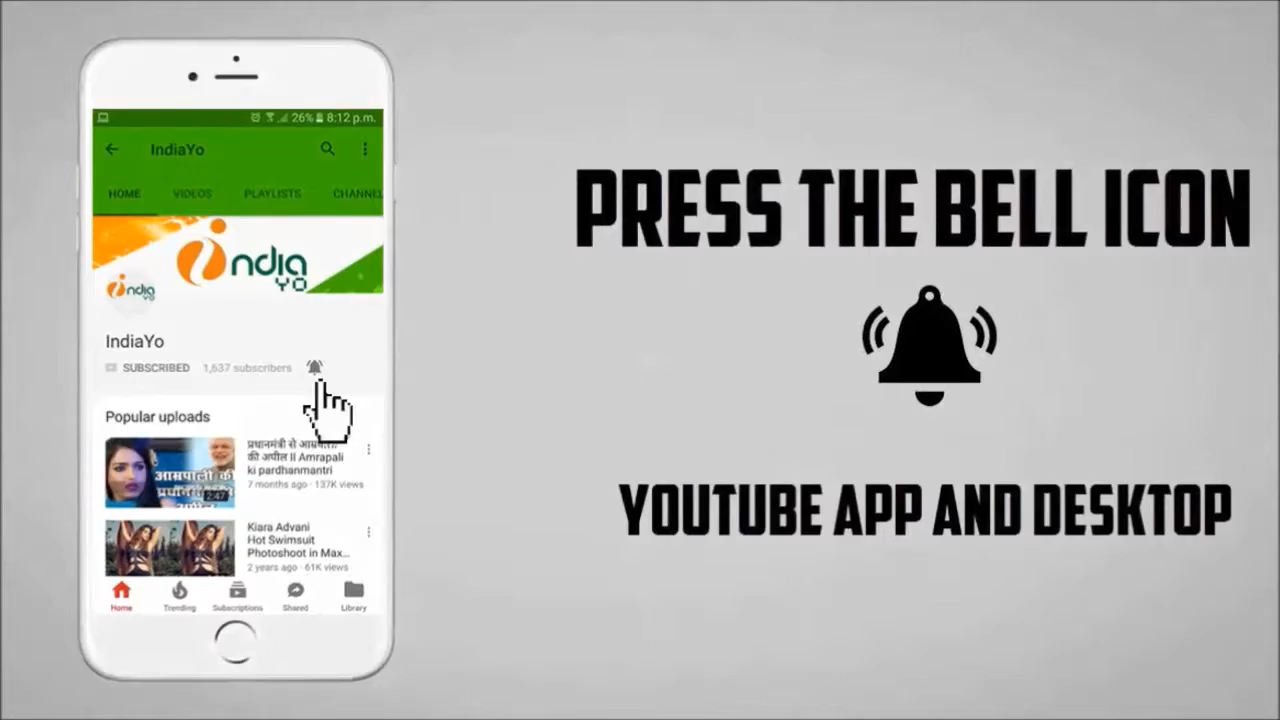 26% 8:12 p.m.
IndiaYo
HOME VIDEOS PLAYLISTS CHANNEL
india
YO
india
YO
IndiaYo
SUBSCRIBED 1,637 subscribers
Popular uploads
प्रधानमंत्री से आम्रपाली
की अपील II Amrapali
ki pardhanmantri
7 months ago · 137K views
आम्रपाली की
2:47
Kiara Advani
Hot Swimsuit
Photoshoot in Max...
2 years ago · 61K views
Home Trending Subscriptions Shared Library
PRESS THE BELL ICON
YOUTUBE APP AND DESKTOP